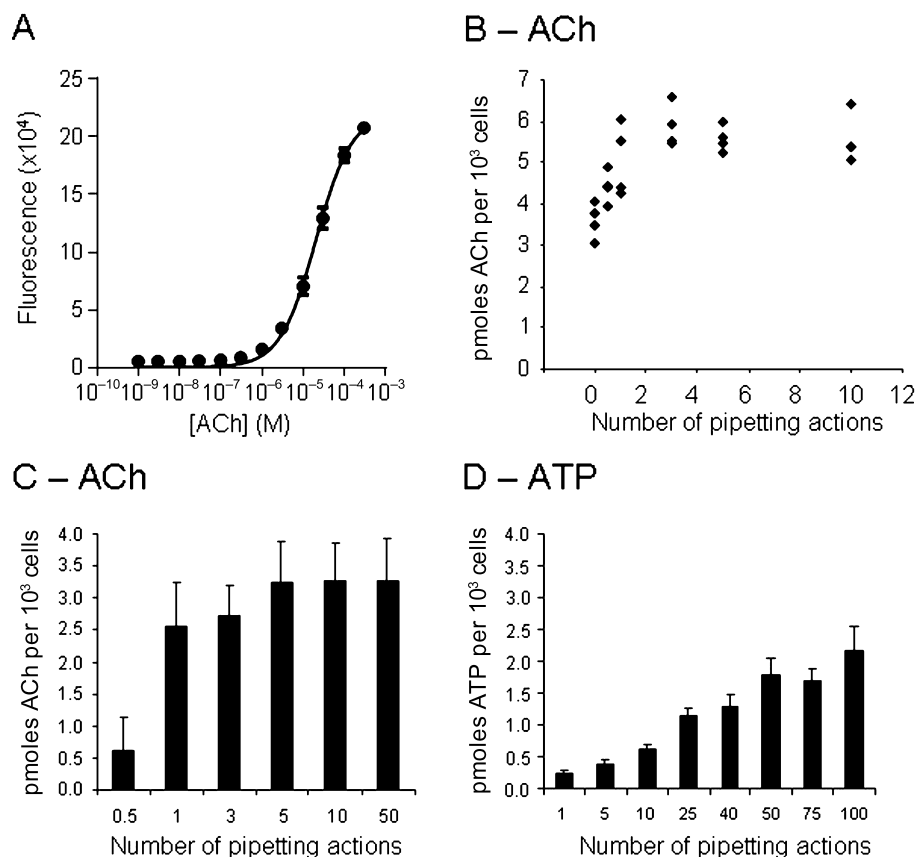 A
Fluorescence (x10⁴)
25
20
15
10
5
0
10⁻¹⁰ 10⁻⁹ 10⁻⁸ 10⁻⁷ 10⁻⁶ 10⁻⁵ 10⁻⁴ 10⁻³
[ACh] (M)
B – ACh
pmoles ACh per 10³ cells
7
6
5
4
3
2
1
0
0 2 4 6 8 10 12
Number of pipetting actions
C – ACh
pmoles ACh per 10³ cells
4.0
3.5
3.0
2.5
2.0
1.5
1.0
0.5
0.0
0.5 1 3 5 10 50
Number of pipetting actions
D – ATP
pmoles ATP per 10³ cells
4.0
3.5
3.0
2.5
2.0
1.5
1.0
0.5
0.0
1 5 10 25 40 50 75 100
Number of pipetting actions